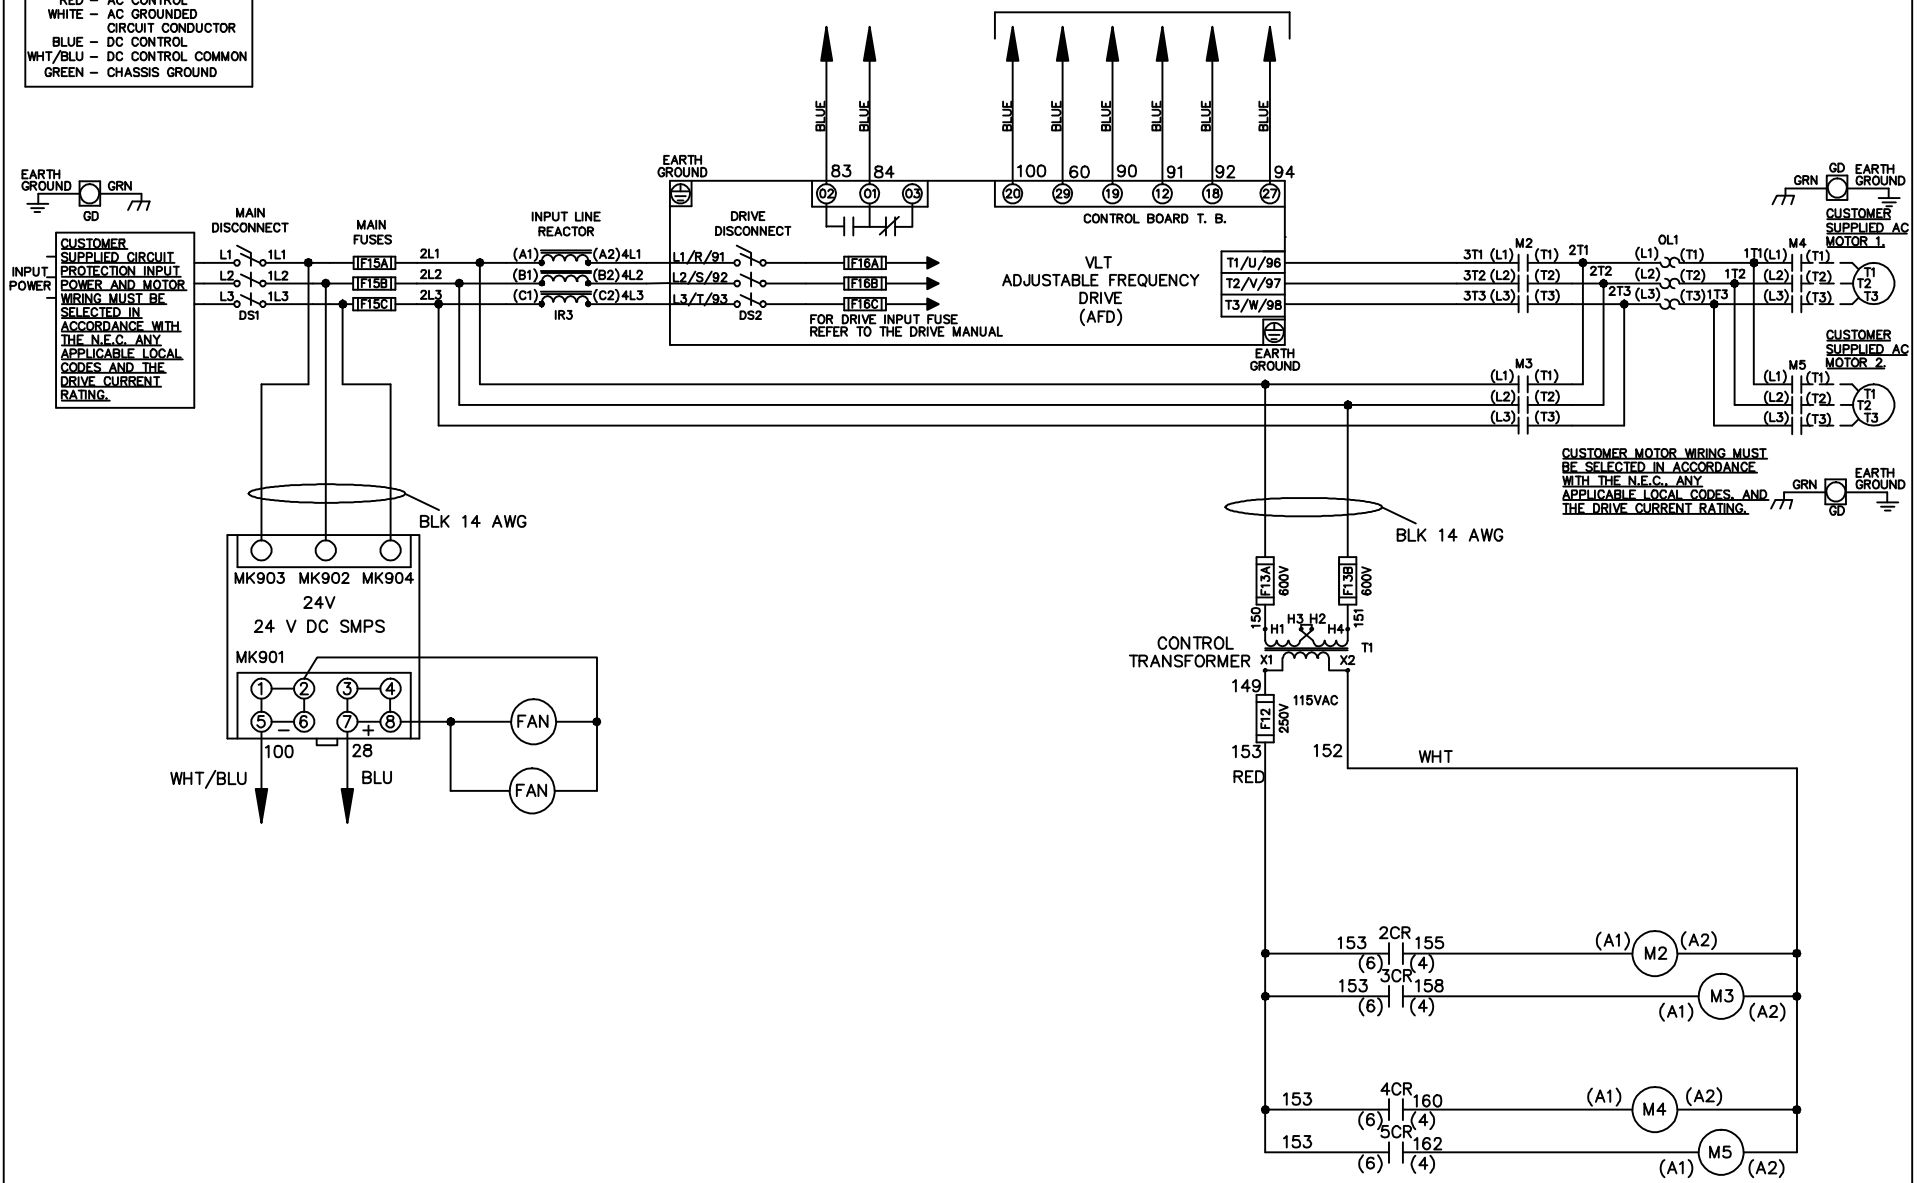 RED – AC CONTROL
WHITE – AC GROUNDED
CIRCUIT CONDUCTOR
BLUE – DC CONTROL
WHT/BLU – DC CONTROL COMMON
GREEN – CHASSIS GROUND
BLUE
BLUE
BLUE
BLUE
BLUE
BLUE
BLUE
BLUE
83
84
100
60
90
91
92
94
02
01
03
20
29
19
12
18
27
CONTROL BOARD T. B.
EARTH
GROUND
GRN
GD
EARTH
GROUND
GRN
GD
EARTH
GROUND
MAIN
DISCONNECT
MAIN
FUSES
INPUT LINE
REACTOR
DRIVE
DISCONNECT
INPUT
POWER
CUSTOMER
SUPPLIED CIRCUIT
PROTECTION INPUT
POWER AND MOTOR
WIRING MUST BE
SELECTED IN
ACCORDANCE WITH
THE N.E.C. ANY
APPLICABLE LOCAL
CODES AND THE
DRIVE CURRENT
RATING.
L1 1L1 F15A 2L1 (A1) (A2) 4L1 L1/R/91 F16A
L2 1L2 F15B 2L2 (B1) (B2) 4L2 L2/S/92 F16B
L3 1L3 F15C 2L3 (C1) (C2) 4L3 L3/T/93 F16C
DS1
IR3
DS2
FOR DRIVE INPUT FUSE
REFER TO THE DRIVE MANUAL
VLT
ADJUSTABLE FREQUENCY
DRIVE
(AFD)
T1/U/96
T2/V/97
T3/W/98
EARTH
GROUND
M2
OL1
M4
3T1 (L1) (T1) 2T1 (L1) (T1) 1T1 (L1) (T1)
3T2 (L2) (T2) 2T2 (L2) (T2) 1T2 (L2) (T2)
3T3 (L3) (T3) 2T3 (L3) (T3) 1T3 (L3) (T3)
CUSTOMER
SUPPLIED AC
MOTOR 1.
T1
T2
T3
M3
(L1) (T1)
(L2) (T2)
(L3) (T3)
CUSTOMER
SUPPLIED AC
MOTOR 2.
M5
(L1) (T1)
(L2) (T2)
(L3) (T3)
T1
T2
T3
CUSTOMER MOTOR WIRING MUST
BE SELECTED IN ACCORDANCE
WITH THE N.E.C., ANY
APPLICABLE LOCAL CODES, AND
THE DRIVE CURRENT RATING.
GRN
GD
EARTH
GROUND
BLK 14 AWG
BLK 14 AWG
MK903 MK902 MK904
24V
24 V DC SMPS
MK901
1 2 3 4
5 6 7 8
– +
100
28
WHT/BLU
BLU
FAN
FAN
F13A
600V
F13B
600V
150
151
H1 H3 H2 H4
T1
CONTROL
TRANSFORMER
X1 X2
149
115VAC
F12
250V
153
152
RED
WHT
2CR
153 155
(6) (4)
(A1) M2 (A2)
3CR
153 158
(6) (4)
(A1) M3 (A2)
4CR
153 160
(6) (4)
(A1) M4 (A2)
5CR
153 162
(6) (4)
(A1) M5 (A2)